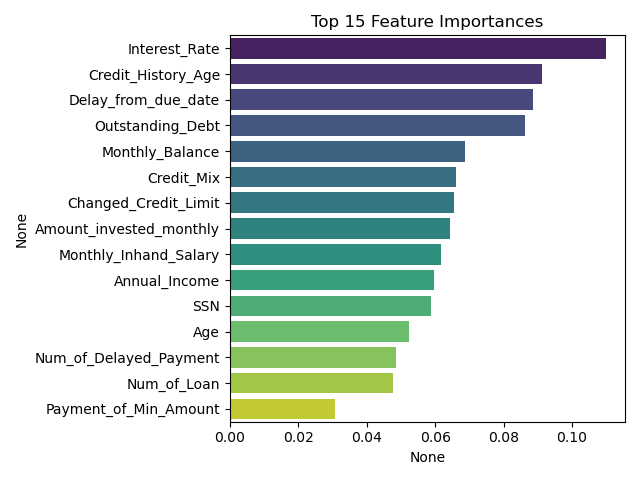 Top 15 Feature Importances
Interest_Rate
Credit_History_Age
Delay_from_due_date
Outstanding_Debt
Monthly_Balance
Credit_Mix
Changed_Credit_Limit
Amount_invested_monthly
Monthly_Inhand_Salary
Annual_Income
SSN
Age
Num_of_Delayed_Payment
Num_of_Loan
Payment_of_Min_Amount
None
0.00 0.02 0.04 0.06 0.08 0.10
None